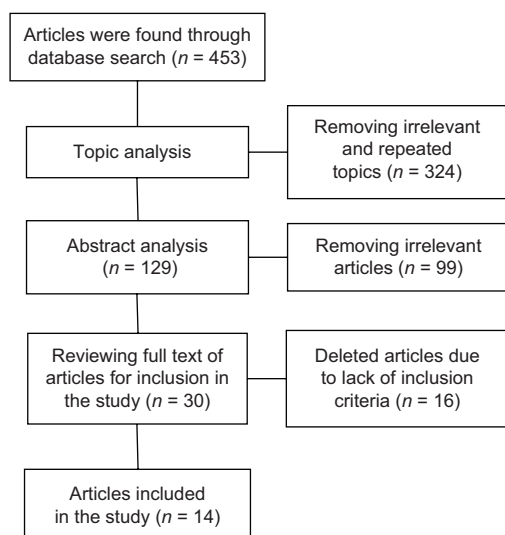 Articles were found through
database search (n = 453)
Topic analysis
Removing irrelevant
and repeated
topics (n = 324)
Abstract analysis
(n = 129)
Removing irrelevant
articles (n = 99)
Reviewing full text of
articles for inclusion in
the study (n = 30)
Deleted articles due
to lack of inclusion
criteria (n = 16)
Articles included
in the study (n = 14)